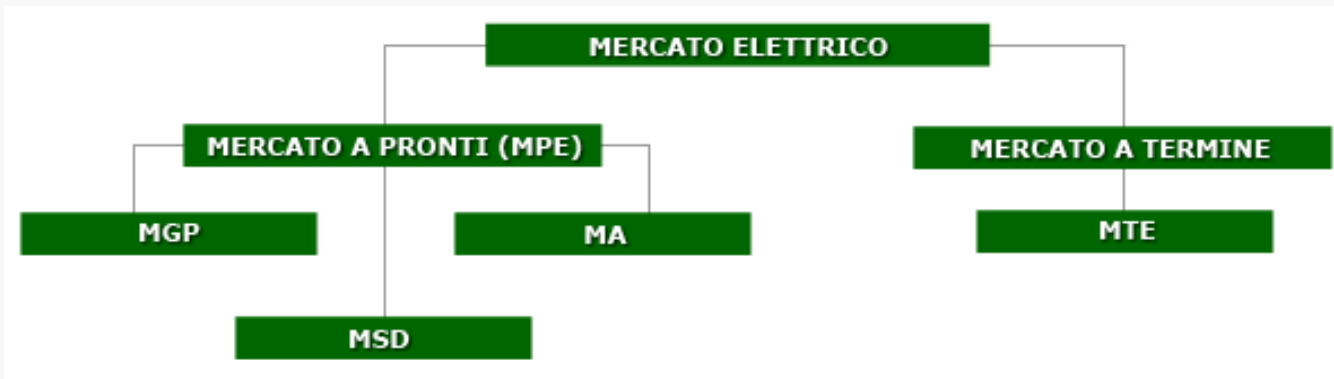 MERCATO ELETTRICO
MERCATO A PRONTI (MPE)
MERCATO A TERMINE
MGP
MA
MTE
MSD